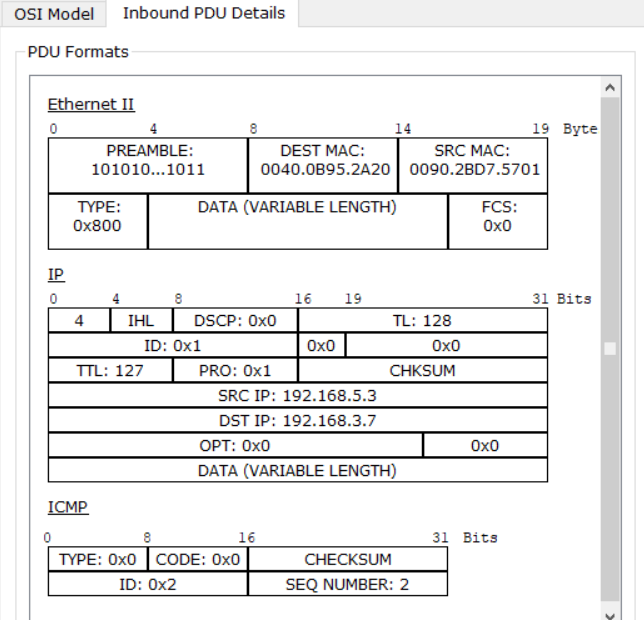 OSI Model Inbound PDU Details
PDU Formats
Ethernet II
0 4 8 14 19 Byte
PREAMBLE: DEST MAC: SRC MAC:
101010...1011 0040.0B95.2A20 0090.2BD7.5701
TYPE: DATA (VARIABLE LENGTH) FCS:
0x800 0x0
IP
0 4 8 16 19 31 Bits
4 IHL DSCP: 0x0 TL: 128
ID: 0x1 0x0 0x0
TTL: 127 PRO: 0x1 CHKSUM
SRC IP: 192.168.5.3
DST IP: 192.168.3.7
OPT: 0x0 0x0
DATA (VARIABLE LENGTH)
ICMP
0 8 16 31 Bits
TYPE: 0x0 CODE: 0x0 CHECKSUM
ID: 0x2 SEQ NUMBER: 2